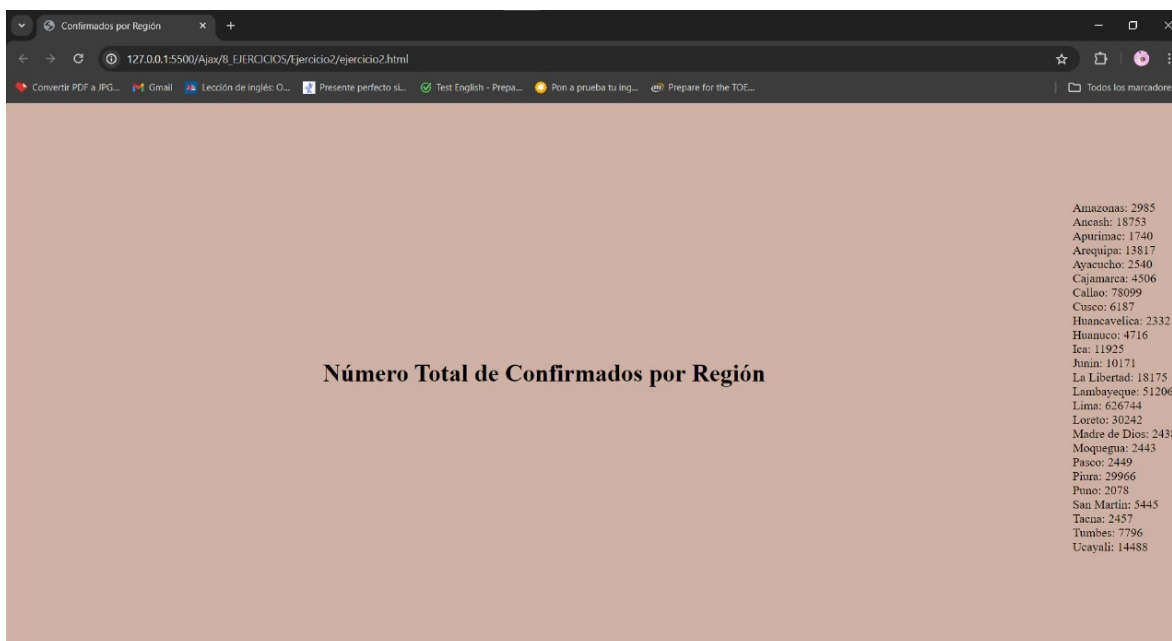 Confirmados por Región
127.0.0.1:5500/Ajax/8_EJERCICIOS/Ejercicio2/ejercicio2.html
Convertir PDF a JPG... Gmail Lección de inglés: O... Presente perfecto si... Test English - Prepa... Pon a prueba tu ing... Prepare for the TOE... Todos los marcadore
Amazonas: 2985
Ancash: 18753
Apurimac: 1740
Arequipa: 13817
Ayacucho: 2540
Cajamarca: 4506
Callao: 78099
Cusco: 6187
Huancavelica: 2332
Huanuco: 4716
Ica: 11925
Junin: 10171
Número Total de Confirmados por Región
La Libertad: 18175
Lambayeque: 51206
Lima: 626744
Loreto: 30242
Madre de Dios: 243
Moquegua: 2443
Pasco: 2449
Piura: 29966
Puno: 2078
San Martin: 5445
Tacna: 2457
Tumbes: 7796
Ucayali: 14488